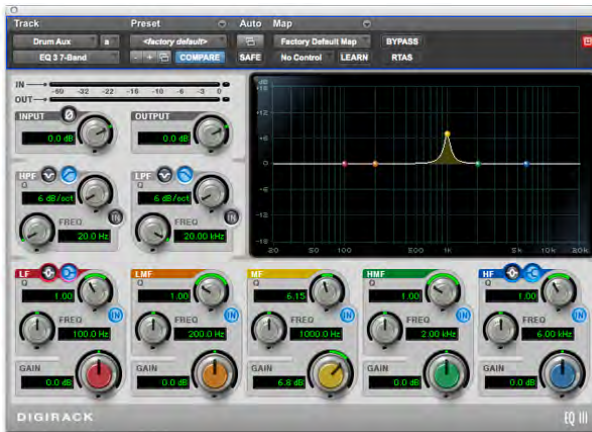 Track Preset Auto Map
Drum Aux a <factory default> Factory Default Map BYPASS
EQ 3 7-Band - + COMPARE SAFE No Control LEARN RTAS
IN -60 -22 -16 -6 -3 0
OUT
INPUT Ø OUTPUT
0.0 dB 0.0 dB
HPF LPF
Q Q
6 dB/oct 6 dB/oct
FREQ IN FREQ IN
20.0 Hz 20.00 kHz
dB
+18
+12
+6
0
-6
-12
-18
20 50 100 500 1K 5k 10k 20k
LF LMF MF HMF HF
Q Q Q Q Q
1.00 1.00 6.15 1.00 1.00
FREQ IN FREQ IN FREQ IN FREQ IN FREQ IN
100.0 Hz 200.0 Hz 1000.0 Hz 2.00 kHz 6.00 kHz
GAIN GAIN GAIN GAIN GAIN
0.0 dB 0.0 dB 6.8 dB 0.0 dB 0.0 dB
DIGIRACK EQ III